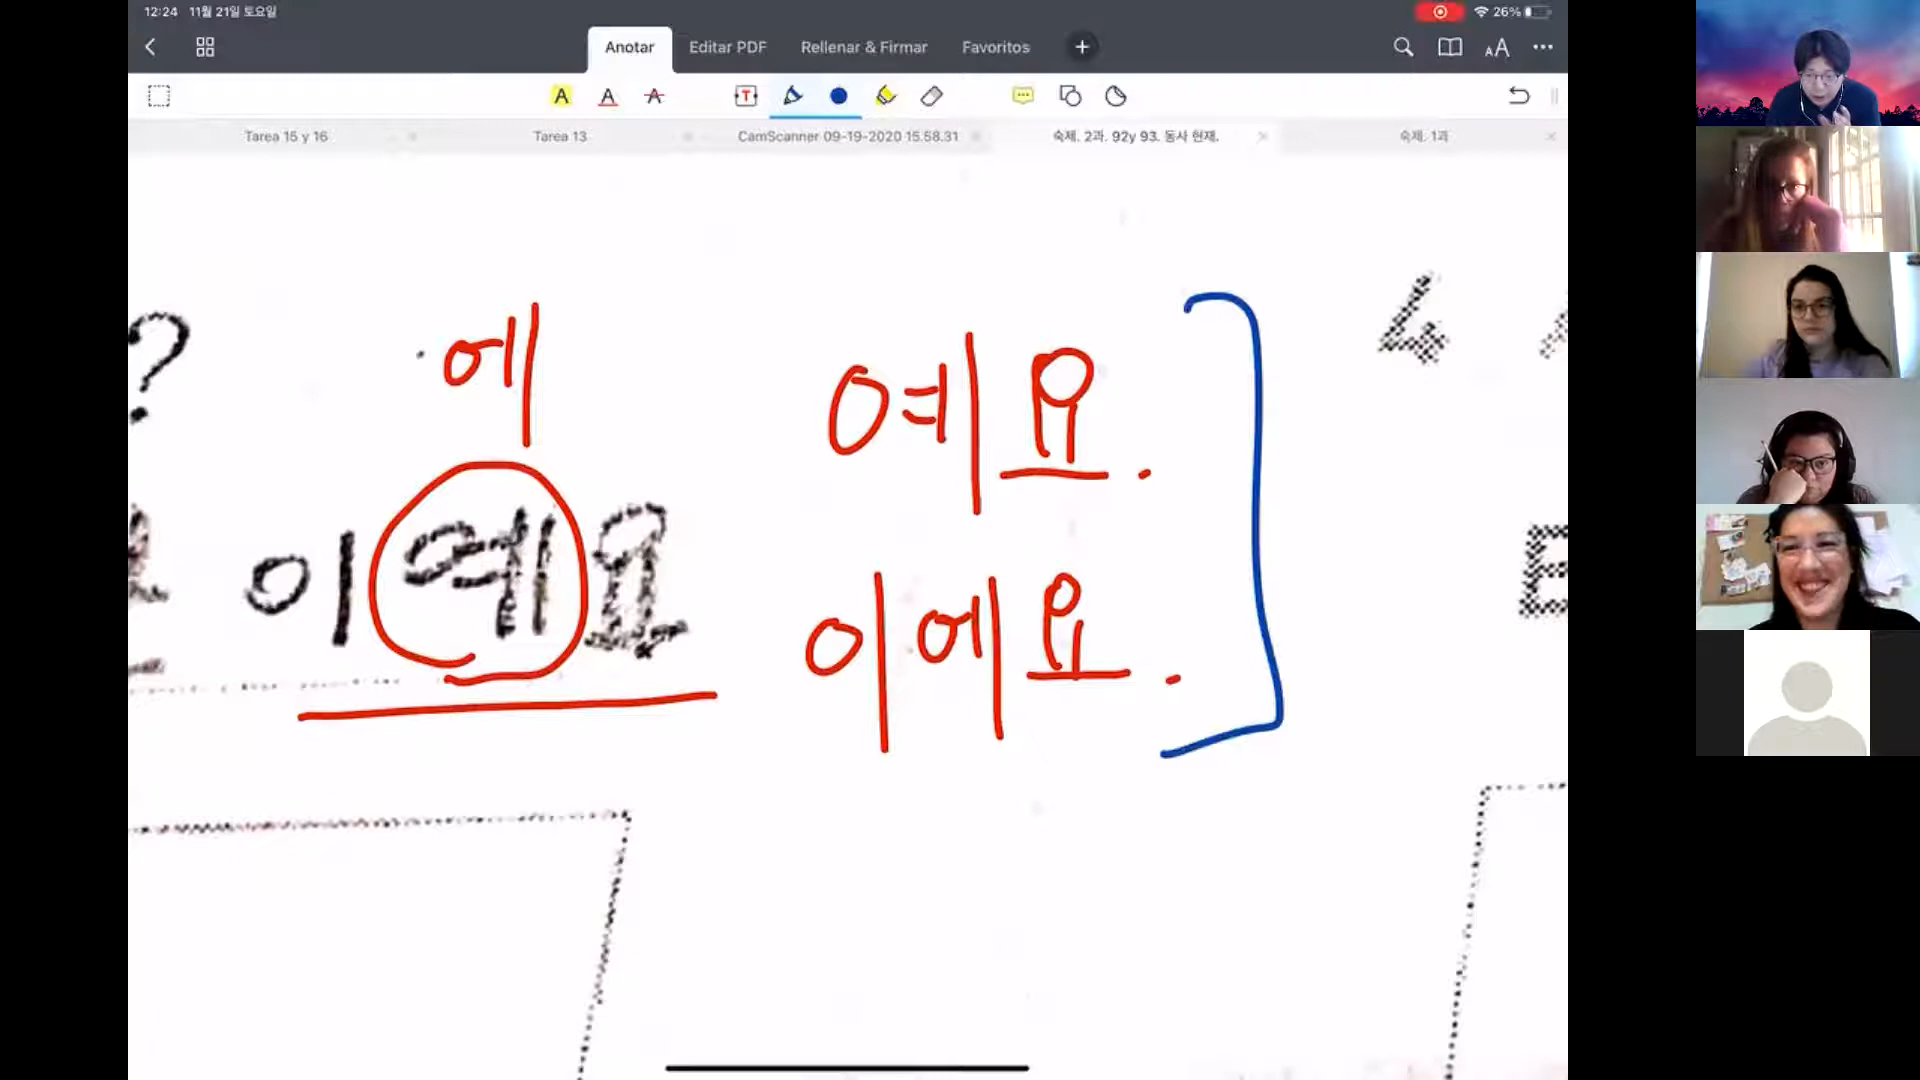 12:24 11월 21일 토요일 26%
Anotar Editar PDF Rellenar & Firmar Favoritos
A A A T AA
Tarea 15 y 16 Tarea 13 CamScanner 09-19-2020 15.58.31 숙제. 2과. 92y 93. 동사 현재. 숙제. 1과
? 에 예요. 4
이예요 이에요.